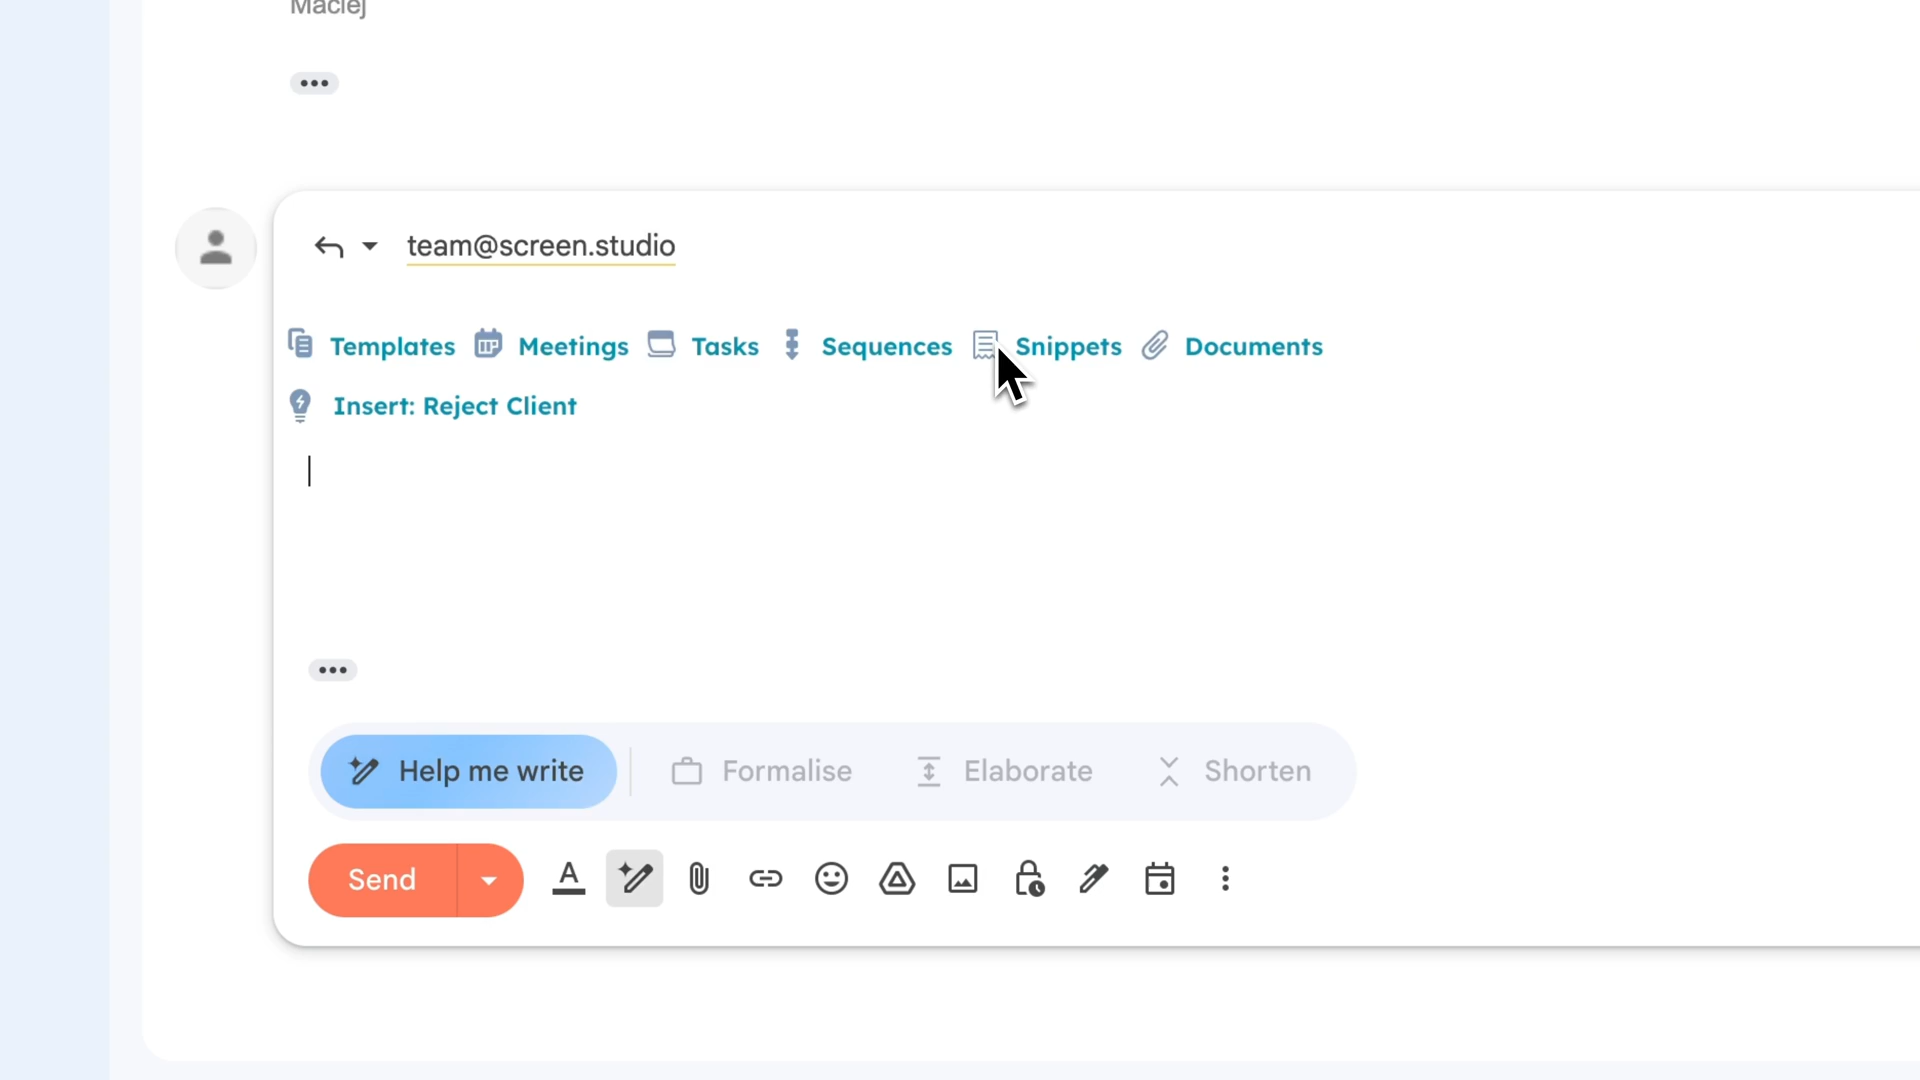 Maciej
team@screen.studio
Templates Meetings Tasks Sequences Snippets Documents
Insert: Reject Client
Help me write Formalise Elaborate Shorten
Send